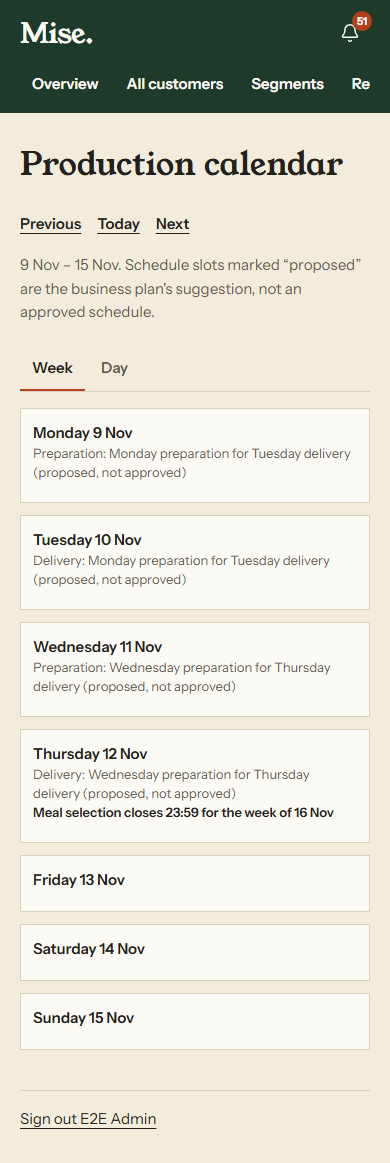 Mise.
51
Overview All customers Segments Re
Production calendar
Previous Today Next
9 Nov – 15 Nov. Schedule slots marked “proposed”
are the business plan's suggestion, not an
approved schedule.
Week Day
Monday 9 Nov
Preparation: Monday preparation for Tuesday delivery
(proposed, not approved)
Tuesday 10 Nov
Delivery: Monday preparation for Tuesday delivery
(proposed, not approved)
Wednesday 11 Nov
Preparation: Wednesday preparation for Thursday
delivery (proposed, not approved)
Thursday 12 Nov
Delivery: Wednesday preparation for Thursday
delivery (proposed, not approved)
Meal selection closes 23:59 for the week of 16 Nov
Friday 13 Nov
Saturday 14 Nov
Sunday 15 Nov
Sign out E2E Admin